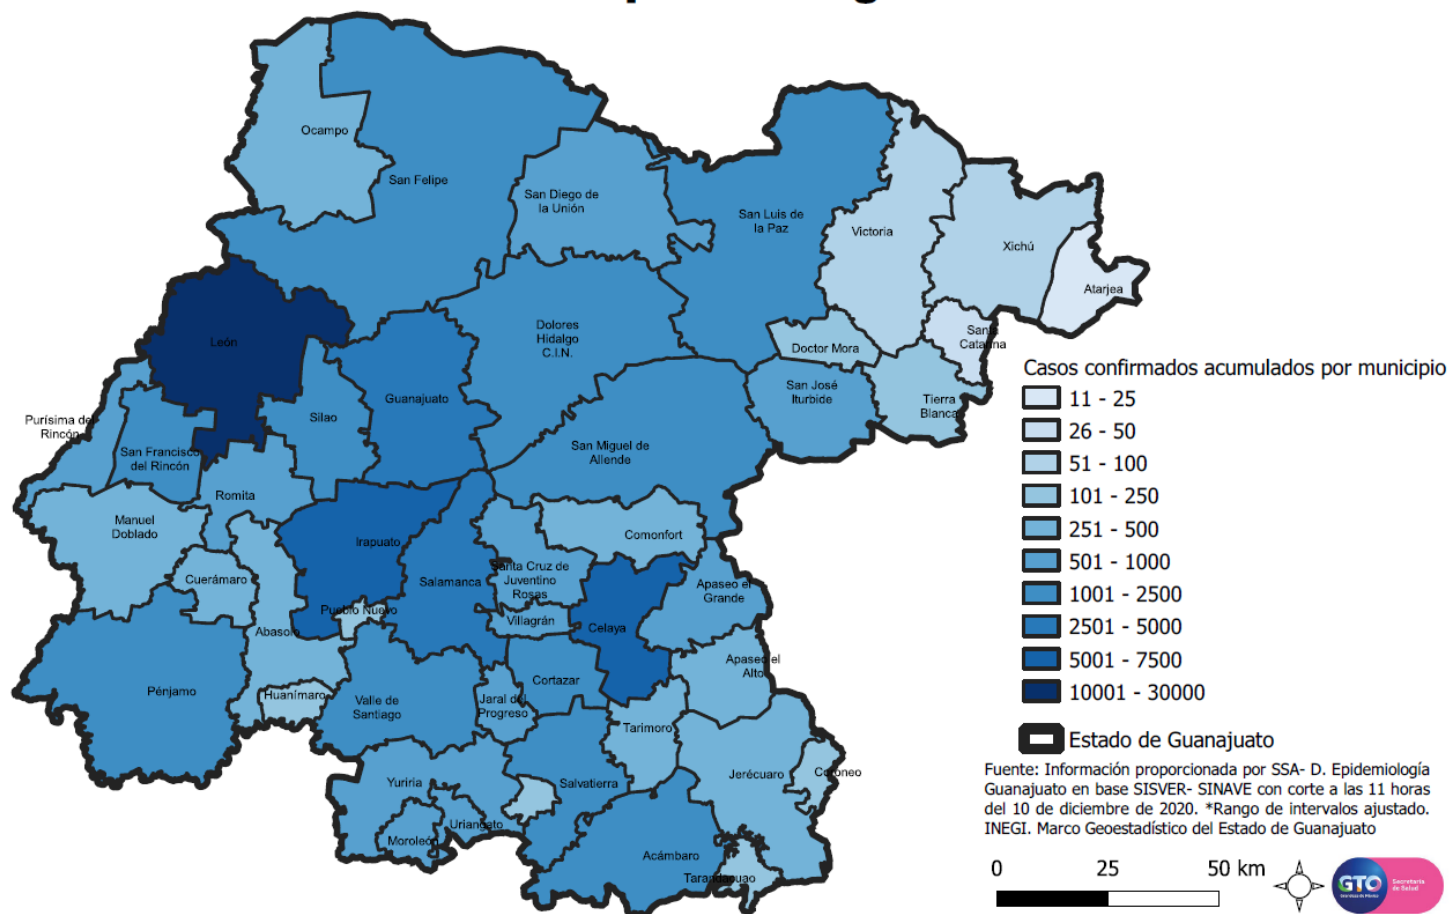 Ocampo
San Felipe
San Diego de
la Unión
San Luis de
la Paz
Victoria
Xichú
Atarjea
León
Dolores
Hidalgo
C.I.N.
Doctor Mora
Santa
Catarina
Guanajuato
San José
Iturbide
Tierra
Blanca
Purísima del
Rincón
Silao
San Francisco
del Rincón
San Miguel de
Allende
Romita
Manuel
Doblado
Irapuato
Comonfort
Cuerámaro
Salamanca
Santa Cruz de
Juventino
Rosas
Apaseo el
Grande
Pueblo Nuevo
Villagrán
Celaya
Abasolo
Apaseo el
Alto
Pénjamo
Huanímaro
Valle de
Santiago
Cortazar
Jaral del
Progreso
Tarimoro
Yuriria
Salvatierra
Jerécuaro
Coroneo
Uriangato
Moroleón
Acámbaro
Tarandacuao
Casos confirmados acumulados por municipio
11 - 25
26 - 50
51 - 100
101 - 250
251 - 500
501 - 1000
1001 - 2500
2501 - 5000
5001 - 7500
10001 - 30000
Estado de Guanajuato
Fuente: Información proporcionada por SSA- D. Epidemiología
Guanajuato en base SISVER- SINAVE con corte a las 11 horas
del 10 de diciembre de 2020. *Rango de intervalos ajustado.
INEGI. Marco Geoestadístico del Estado de Guanajuato
0 25 50 km
GTO
Secretaría
de Salud